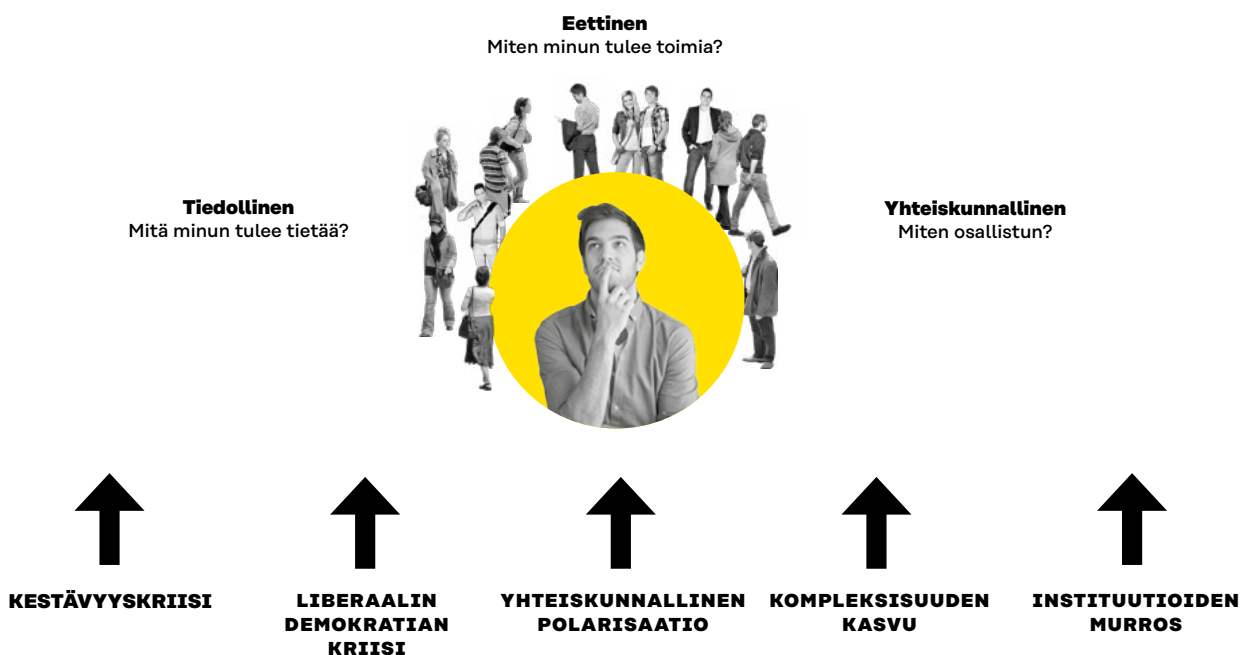 Eettinen
Miten minun tulee toimia?
Tiedollinen
Mitä minun tulee tietää?
Yhteiskunnallinen
Miten osallistun?
KESTÄVYYSKRIISI
LIBERAALIN
DEMOKRATIAN
KRIISI
YHTEISKUNNALLINEN
POLARISAATIO
KOMPLEKSISUUDEN
KASVU
INSTITUUTIOIDEN
MURROS